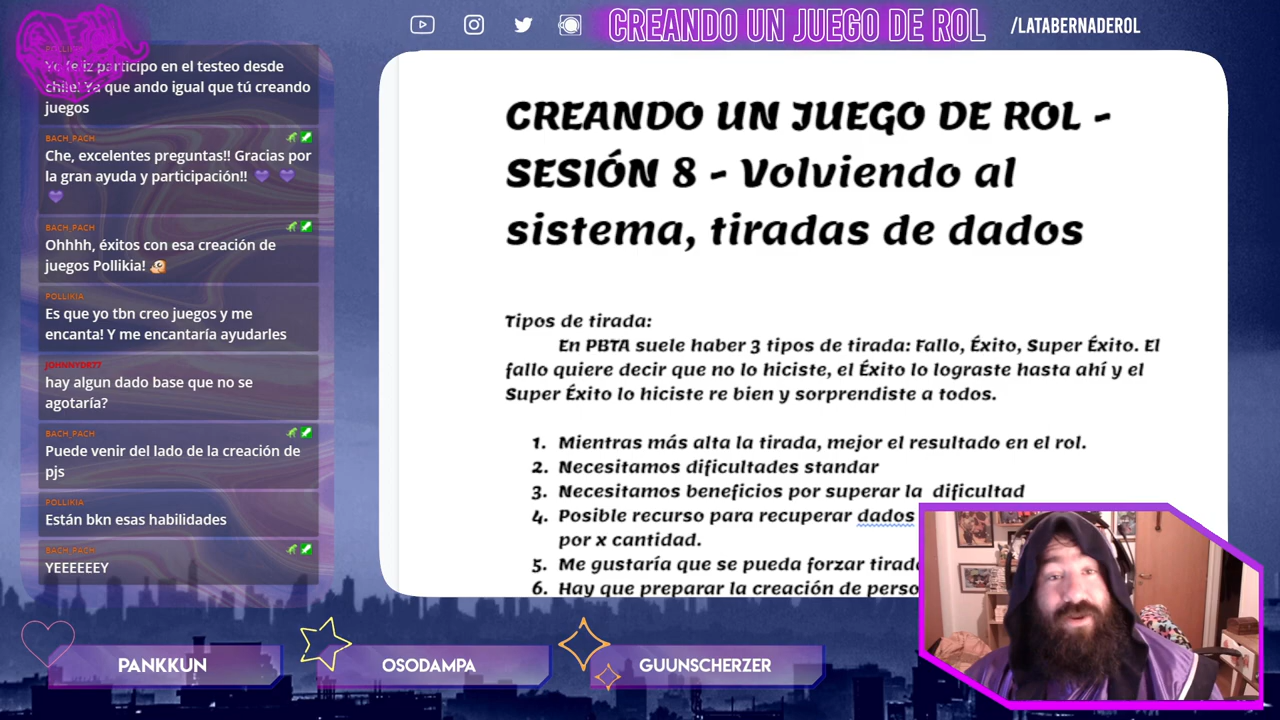 CREANDO UN JUEGO DE ROL
/LATABERNADEROL
POLLIKIA
Yo feliz participo en el testeo desde
chile! Ya que ando igual que tú creando
juegos
BACH_PACH
Che, excelentes preguntas!! Gracias por
la gran ayuda y participación!! 💜 💜
💜
BACH_PACH
Ohhhh, éxitos con esa creación de
juegos Pollikia!
POLLIKIA
Es que yo tbn creo juegos y me
encanta! Y me encantaría ayudarles
JOHNNYDR77
hay algun dado base que no se
agotaría?
BACH_PACH
Puede venir del lado de la creación de
pjs
POLLIKIA
Están bkn esas habilidades
BACH_PACH
YEEEEEEY
CREANDO UN JUEGO DE ROL -
SESIÓN 8 - Volviendo al
sistema, tiradas de dados
Tipos de tirada:
En PBTA suele haber 3 tipos de tirada: Fallo, Éxito, Super Éxito. El
fallo quiere decir que no lo hiciste, el Éxito lo lograste hasta ahí y el
Super Éxito lo hiciste re bien y sorprendiste a todos.
1. Mientras más alta la tirada, mejor el resultado en el rol.
2. Necesitamos dificultades standar
3. Necesitamos beneficios por superar la dificultad
4. Posible recurso para recuperar dados
por x cantidad.
5. Me gustaría que se pueda forzar
6. Hay que preparar la creación de
PANKKUN
OSODAMPA
GUUNSCHERZER